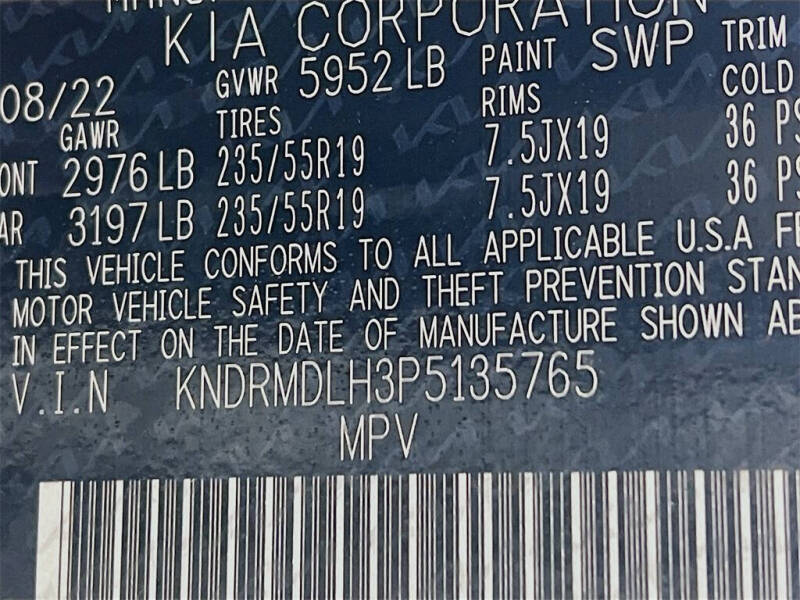 KIA CORPORATION
08/22 GVWR 5952 LB PAINT SWP TRIM
GAWR TIRES RIMS COLD
2976 LB 235/55R19 7.5JX19 36
3197 LB 235/55R19 7.5JX19 36
THIS VEHICLE CONFORMS TO ALL APPLICABLE U.S.A
MOTOR VEHICLE SAFETY AND THEFT PREVENTION
IN EFFECT ON THE DATE OF MANUFACTURE SHOWN
V.I.N KNDRMDLH3P5135765
MPV